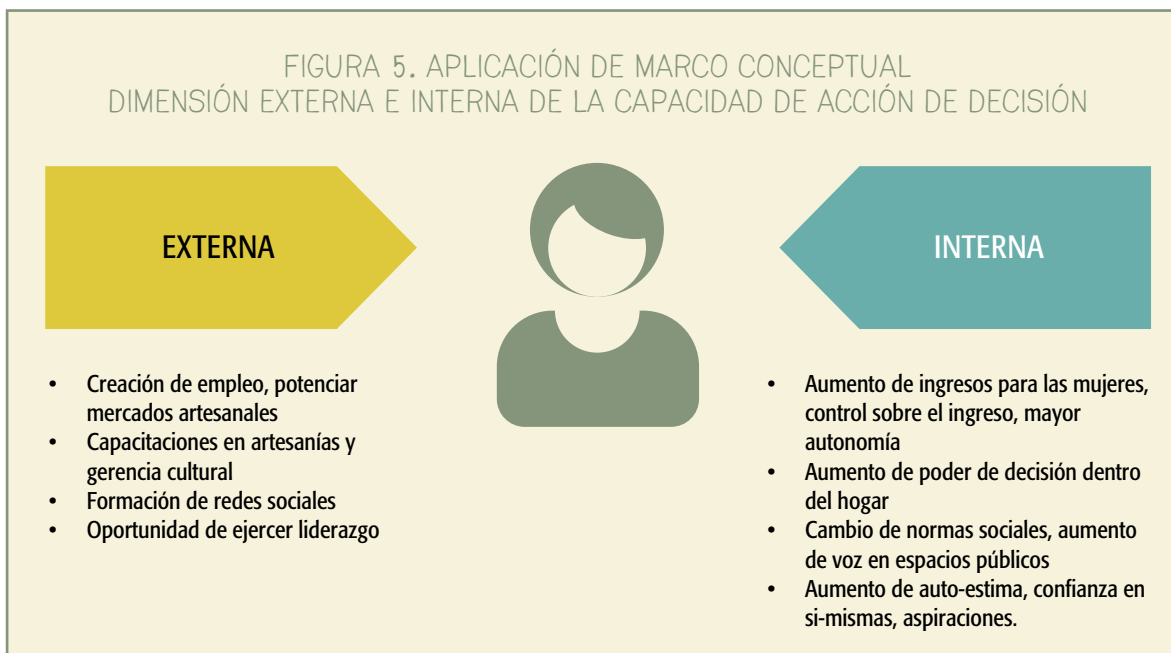 FIGURA 5. APLICACIÓN DE MARCO CONCEPTUAL
DIMENSIÓN EXTERNA E INTERNA DE LA CAPACIDAD DE ACCIÓN DE DECISIÓN
EXTERNA
• Creación de empleo, potenciar
mercados artesanales
• Capacitaciones en artesanías y
gerencia cultural
• Formación de redes sociales
• Oportunidad de ejercer liderazgo
INTERNA
• Aumento de ingresos para las mujeres,
control sobre el ingreso, mayor
autonomía
• Aumento de poder de decisión dentro
del hogar
• Cambio de normas sociales, aumento
de voz en espacios públicos
• Aumento de auto-estima, confianza en
si-mismas, aspiraciones.